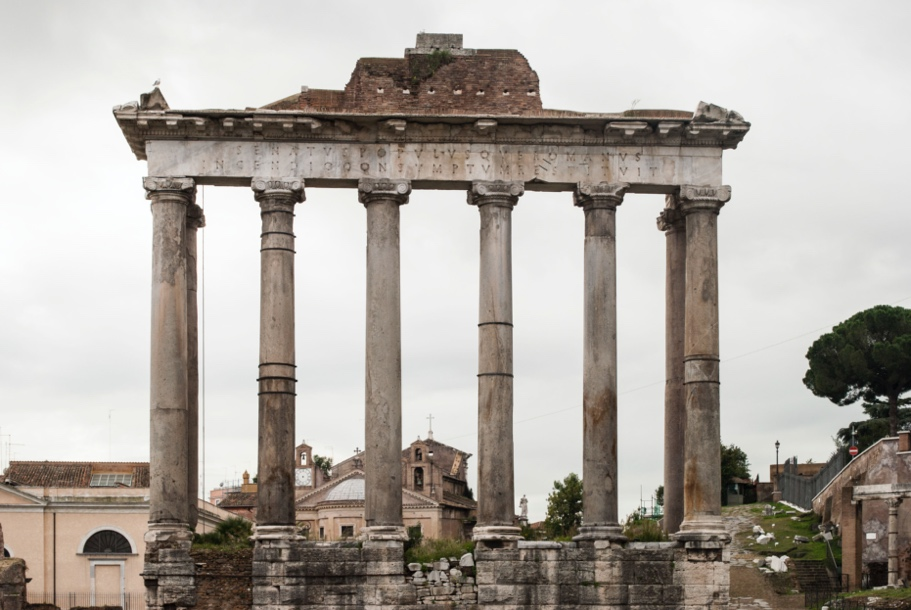 SENATVS POPVLVSQVE ROMANVS
INCENDIO CONSVMPTVM RESTITVIT